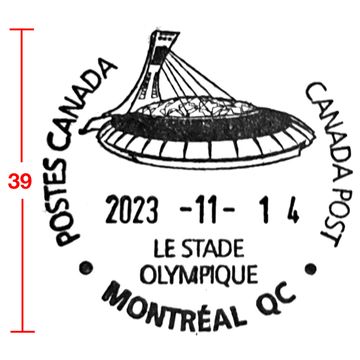 POSTES CANADA
CANADA POST
39
2023 -11- 14
LE STADE
OLYMPIQUE
MONTRÉAL QC